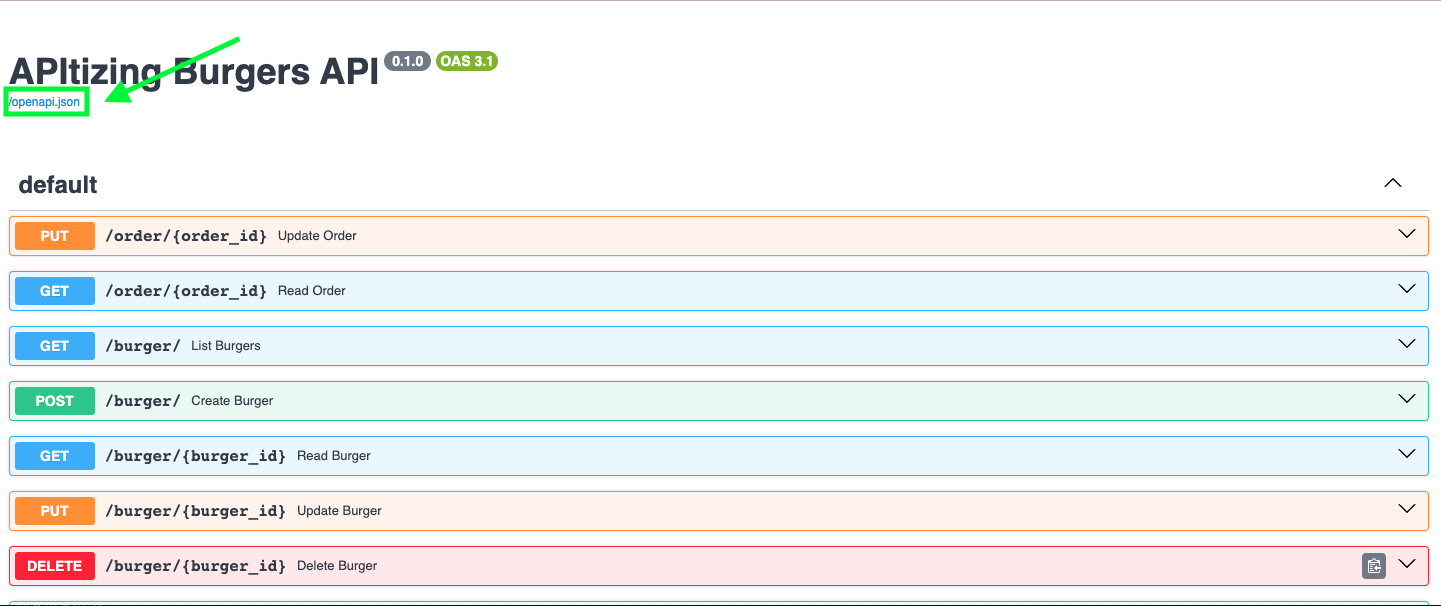 APItizing Burgers API 0.1.0 OAS 3.1
/openapi.json
default
PUT /order/{order_id} Update Order
GET /order/{order_id} Read Order
GET /burger/ List Burgers
POST /burger/ Create Burger
GET /burger/{burger_id} Read Burger
PUT /burger/{burger_id} Update Burger
DELETE /burger/{burger_id} Delete Burger